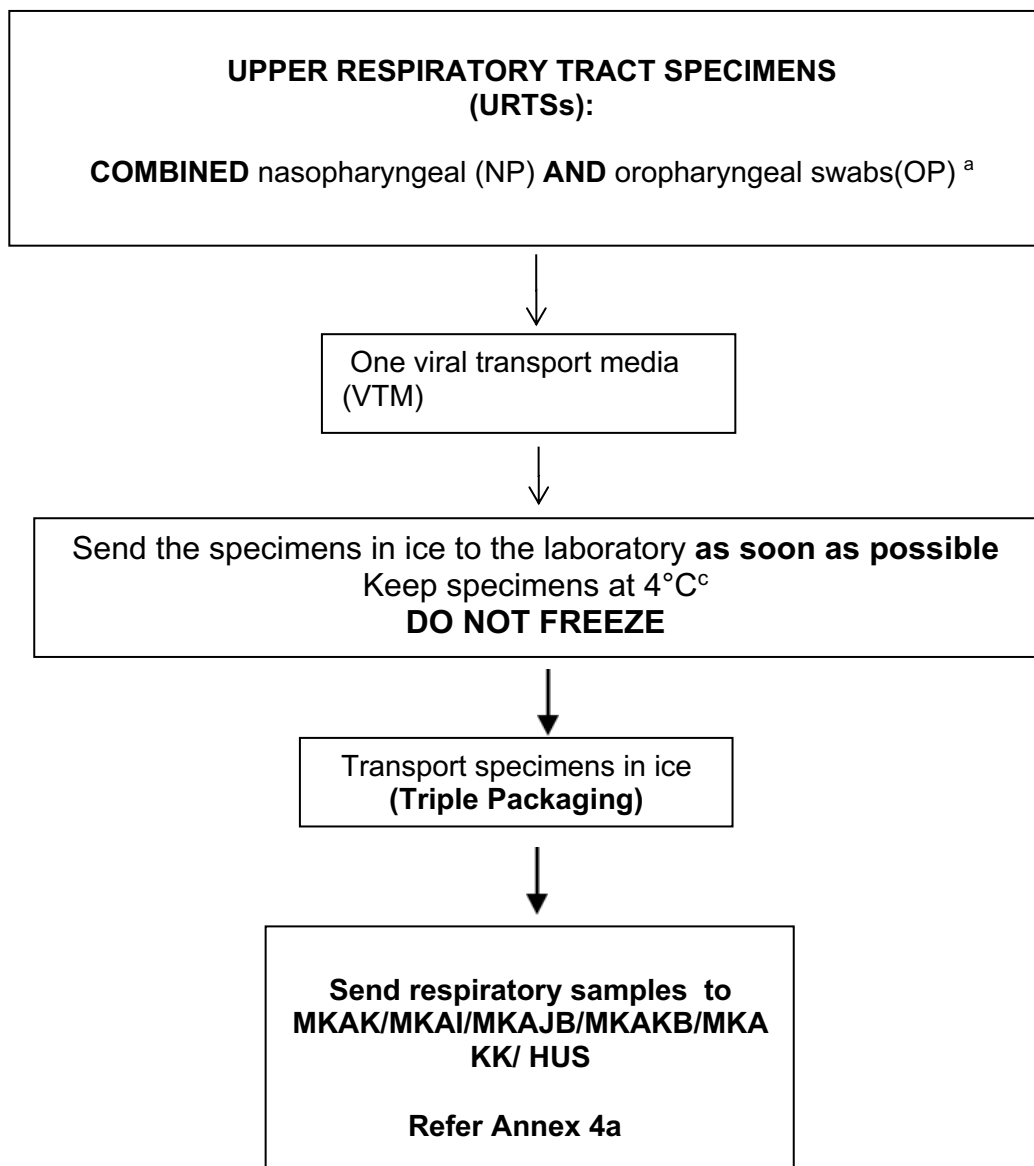 UPPER RESPIRATORY TRACT SPECIMENS
(URTSs):
COMBINED nasopharyngeal (NP) AND oropharyngeal swabs(OP) a
One viral transport media
(VTM)
Send the specimens in ice to the laboratory as soon as possible
Keep specimens at 4°Cc
DO NOT FREEZE
Transport specimens in ice
(Triple Packaging)
Send respiratory samples to
MKAK/MKAI/MKAJB/MKAKB/MKA
KK/ HUS
Refer Annex 4a